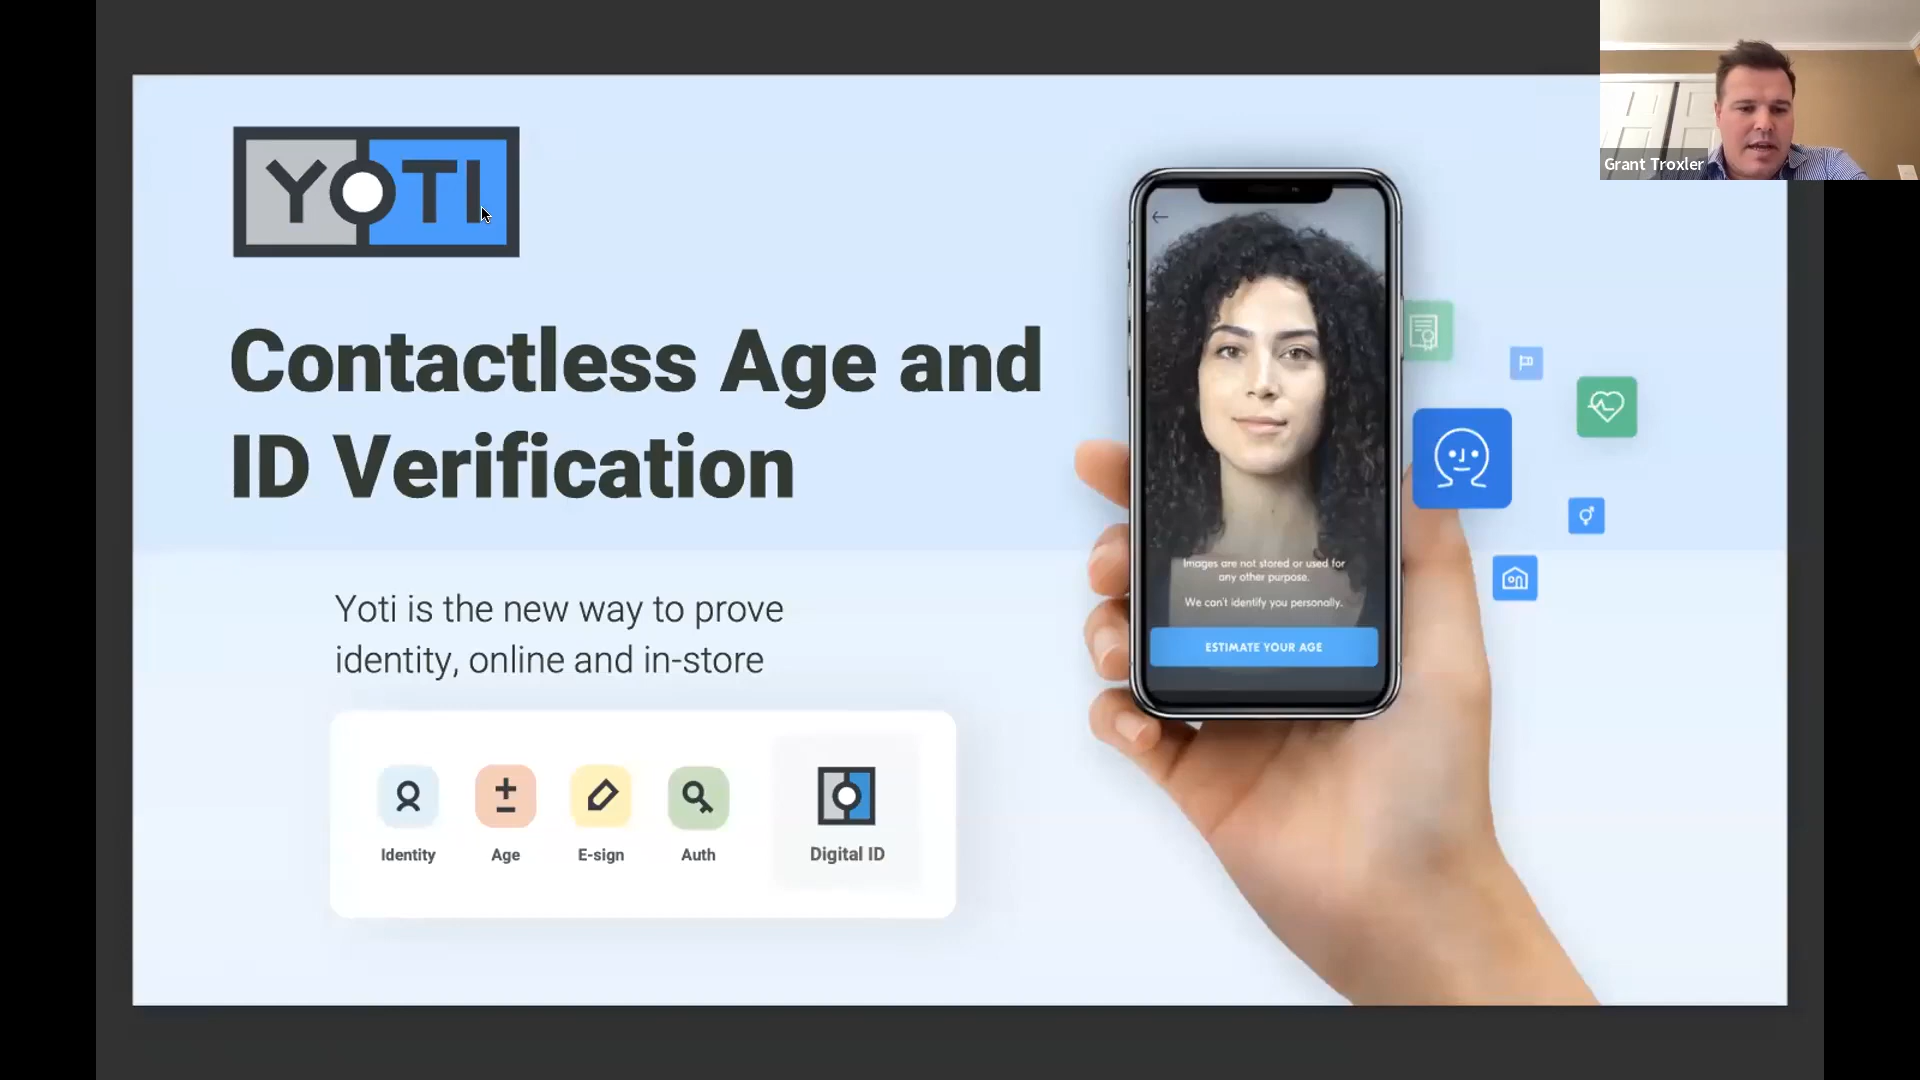 YOTI
Grant Troxler
Contactless Age and
ID Verification
Yoti is the new way to prove
identity, online and in-store
Identity
Age
E-sign
Auth
Digital ID
Images are not stored or used for
any other purpose.
We can't identify you personally.
ESTIMATE YOUR AGE